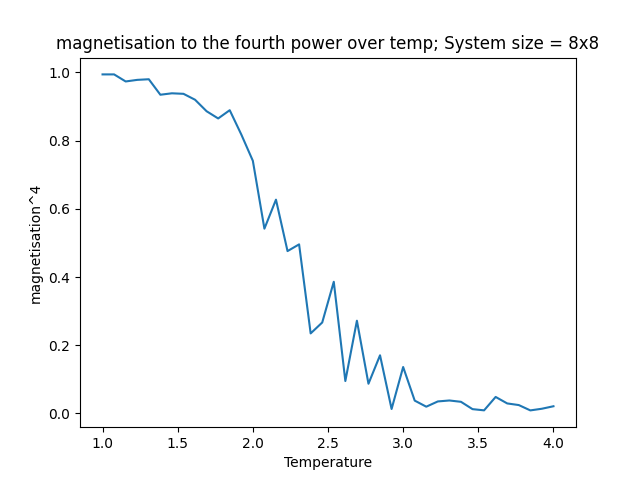 magnetisation to the fourth power over temp; System size = 8x8
1.0
0.8
0.6
0.4
0.2
0.0
magnetisation^4
1.0 1.5 2.0 2.5 3.0 3.5 4.0
Temperature